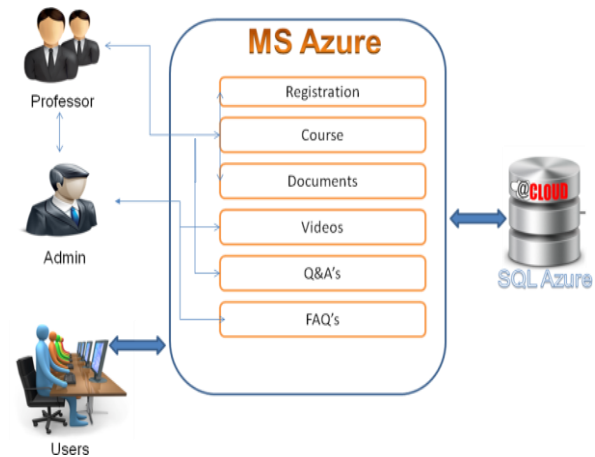 MS Azure
Professor
Registration
Course
Documents
Admin
Videos
Q&A's
FAQ's
@CLOUD
SQL Azure
Users